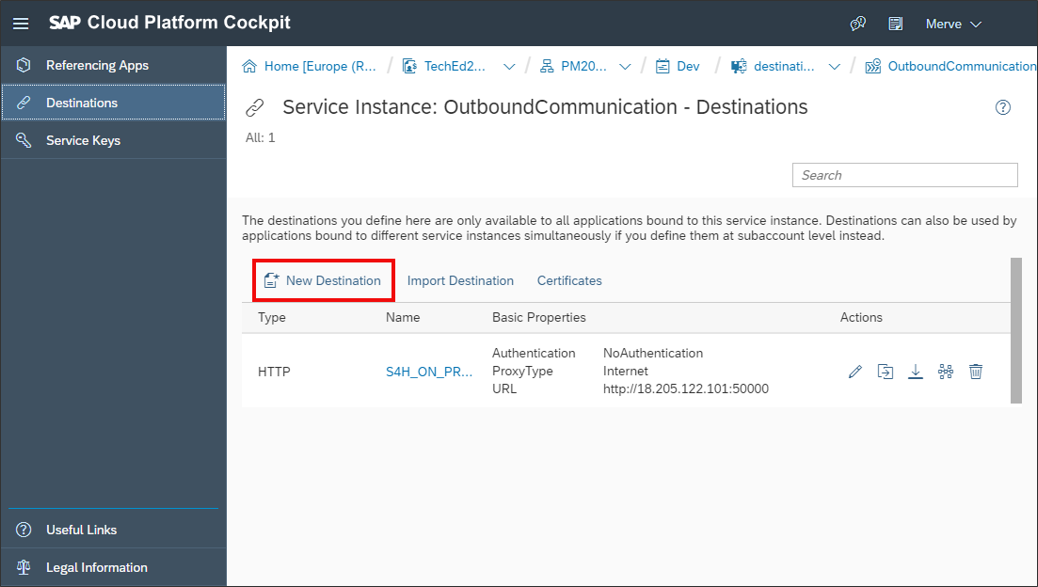 SAP Cloud Platform Cockpit
Merve
Referencing Apps
Destinations
Service Keys
Useful Links
Legal Information
Home [Europe (R... / TechEd2... / PM20... / Dev / destinati... / OutboundCommunication
Service Instance: OutboundCommunication - Destinations
All: 1
Search
The destinations you define here are only available to all applications bound to this service instance. Destinations can also be used by
applications bound to different service instances simultaneously if you define them at subaccount level instead.
New Destination Import Destination Certificates
Type Name Basic Properties Actions
HTTP S4H_ON_PR...
Authentication NoAuthentication
ProxyType Internet
URL http://18.205.122.101:50000